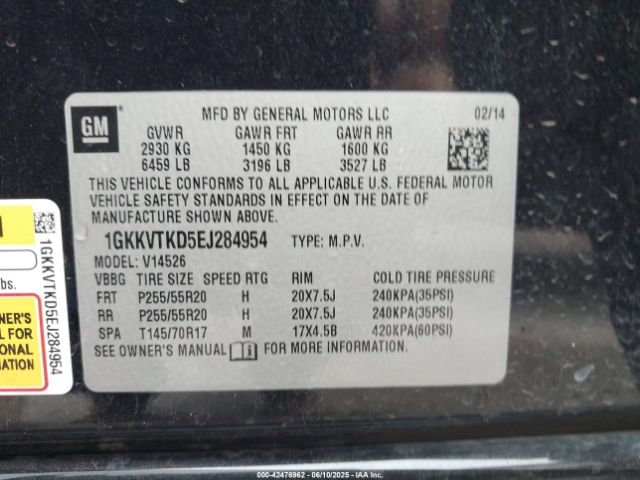 GM
MFD BY GENERAL MOTORS LLC 02/14
GVWR GAWR FRT GAWR RR
2930 KG 1450 KG 1600 KG
6459 LB 3196 LB 3527 LB
THIS VEHICLE CONFORMS TO ALL APPLICABLE U.S. FEDERAL MOTOR
VEHICLE SAFETY STANDARDS IN EFFECT ON THE DATE OF
MANUFACTURE SHOWN ABOVE.
1GKKVTKD5EJ284954 TYPE: M.P.V.
MODEL: V14526
VBBG TIRE SIZE SPEED RTG RIM COLD TIRE PRESSURE
FRT P255/55R20 H 20X7.5J 240KPA(35PSI)
RR P255/55R20 H 20X7.5J 240KPA(35PSI)
SPA T145/70R17 M 17X4.5B 420KPA(60PSI)
SEE OWNER'S MANUAL i FOR MORE INFORMATION.
1GKKVTKD5EJ284954
lbs.
NER'S
L FOR
ONAL
ATION
000-42476962 - 06/10/2025 - IAA Inc.